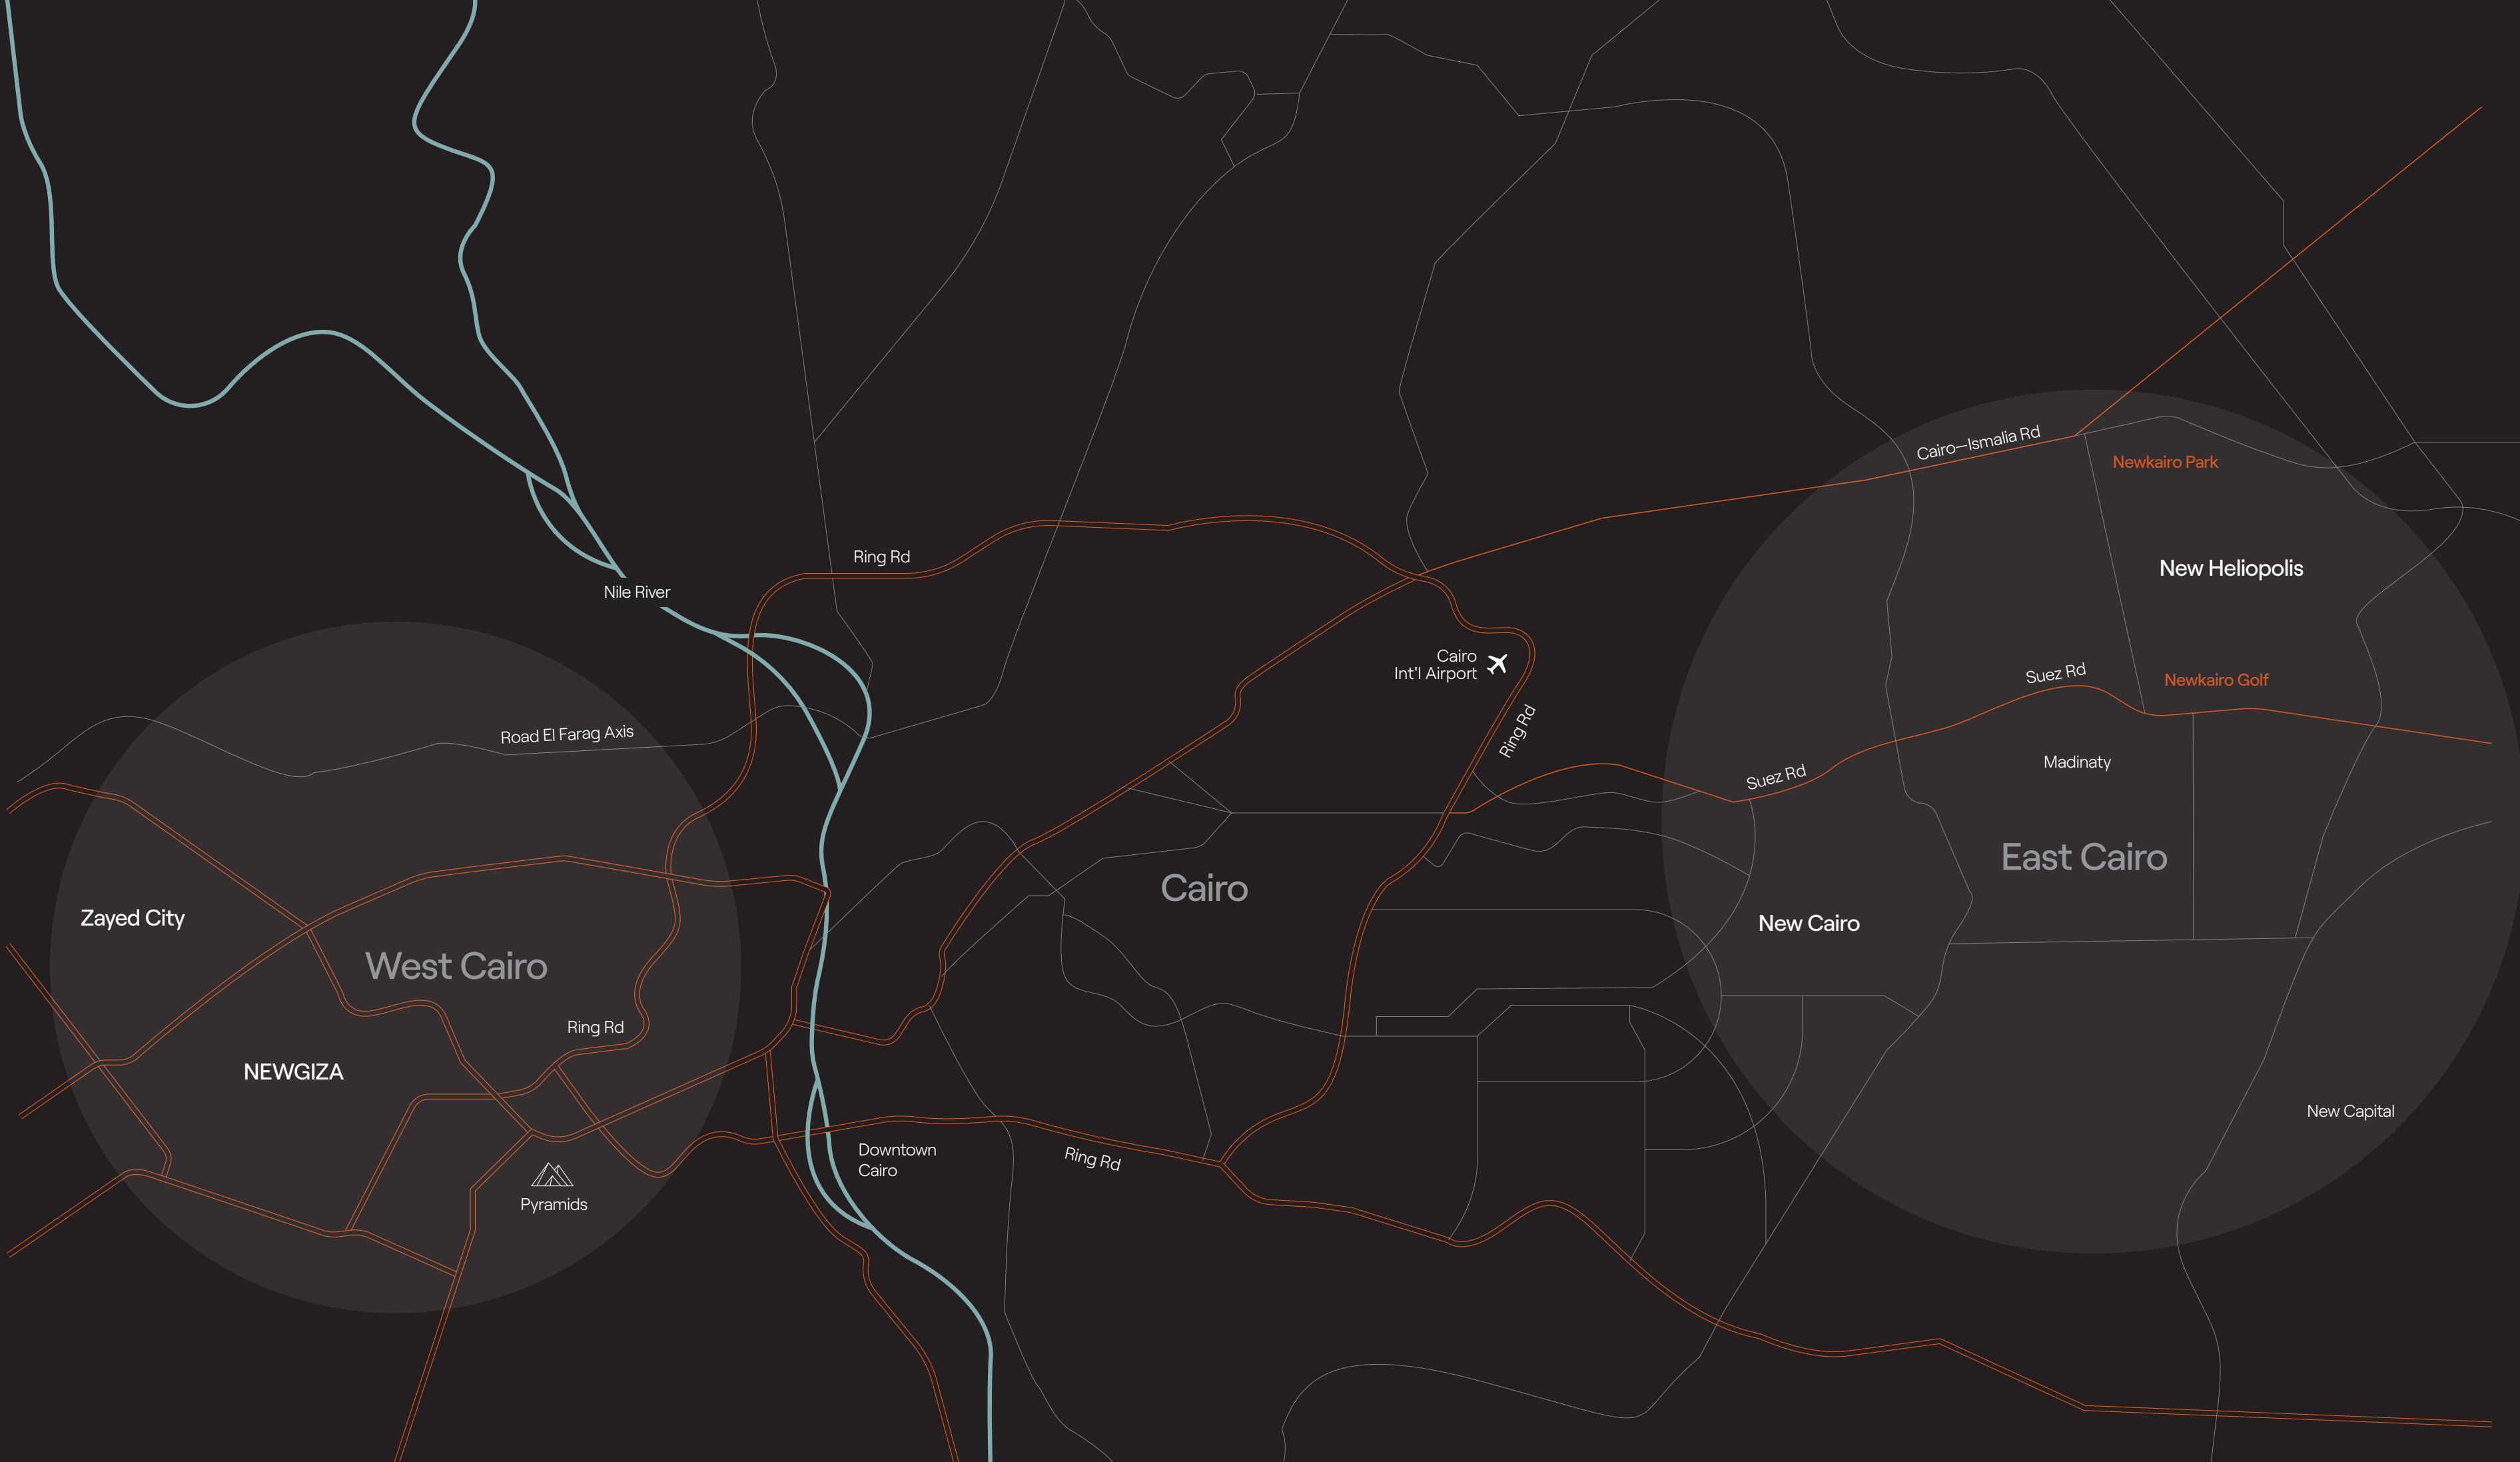 Cairo—Ismalia Rd
Newkairo Park
Ring Rd
New Heliopolis
Nile River
Cairo
Int'l Airport
Suez Rd
Newkairo Golf
Ring Rd
Road El Farag Axis
Madinaty
Suez Rd
East Cairo
Cairo
Zayed City
New Cairo
West Cairo
Ring Rd
NEWGIZA
New Capital
Downtown
Cairo
Ring Rd
Pyramids